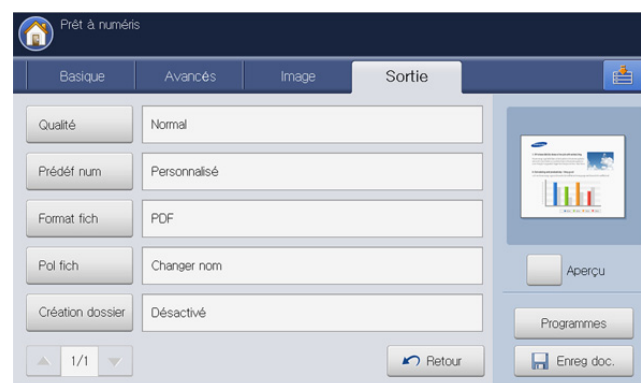 Prêt à numéris
Basique
Avancés
Image
Sortie
Qualité
Normal
Prédéf num
Personnalisé
Format fich
PDF
Pol fich
Changer nom
Création dossier
Désactivé
1/1
Retour
Aperçu
Programmes
Enreg doc.